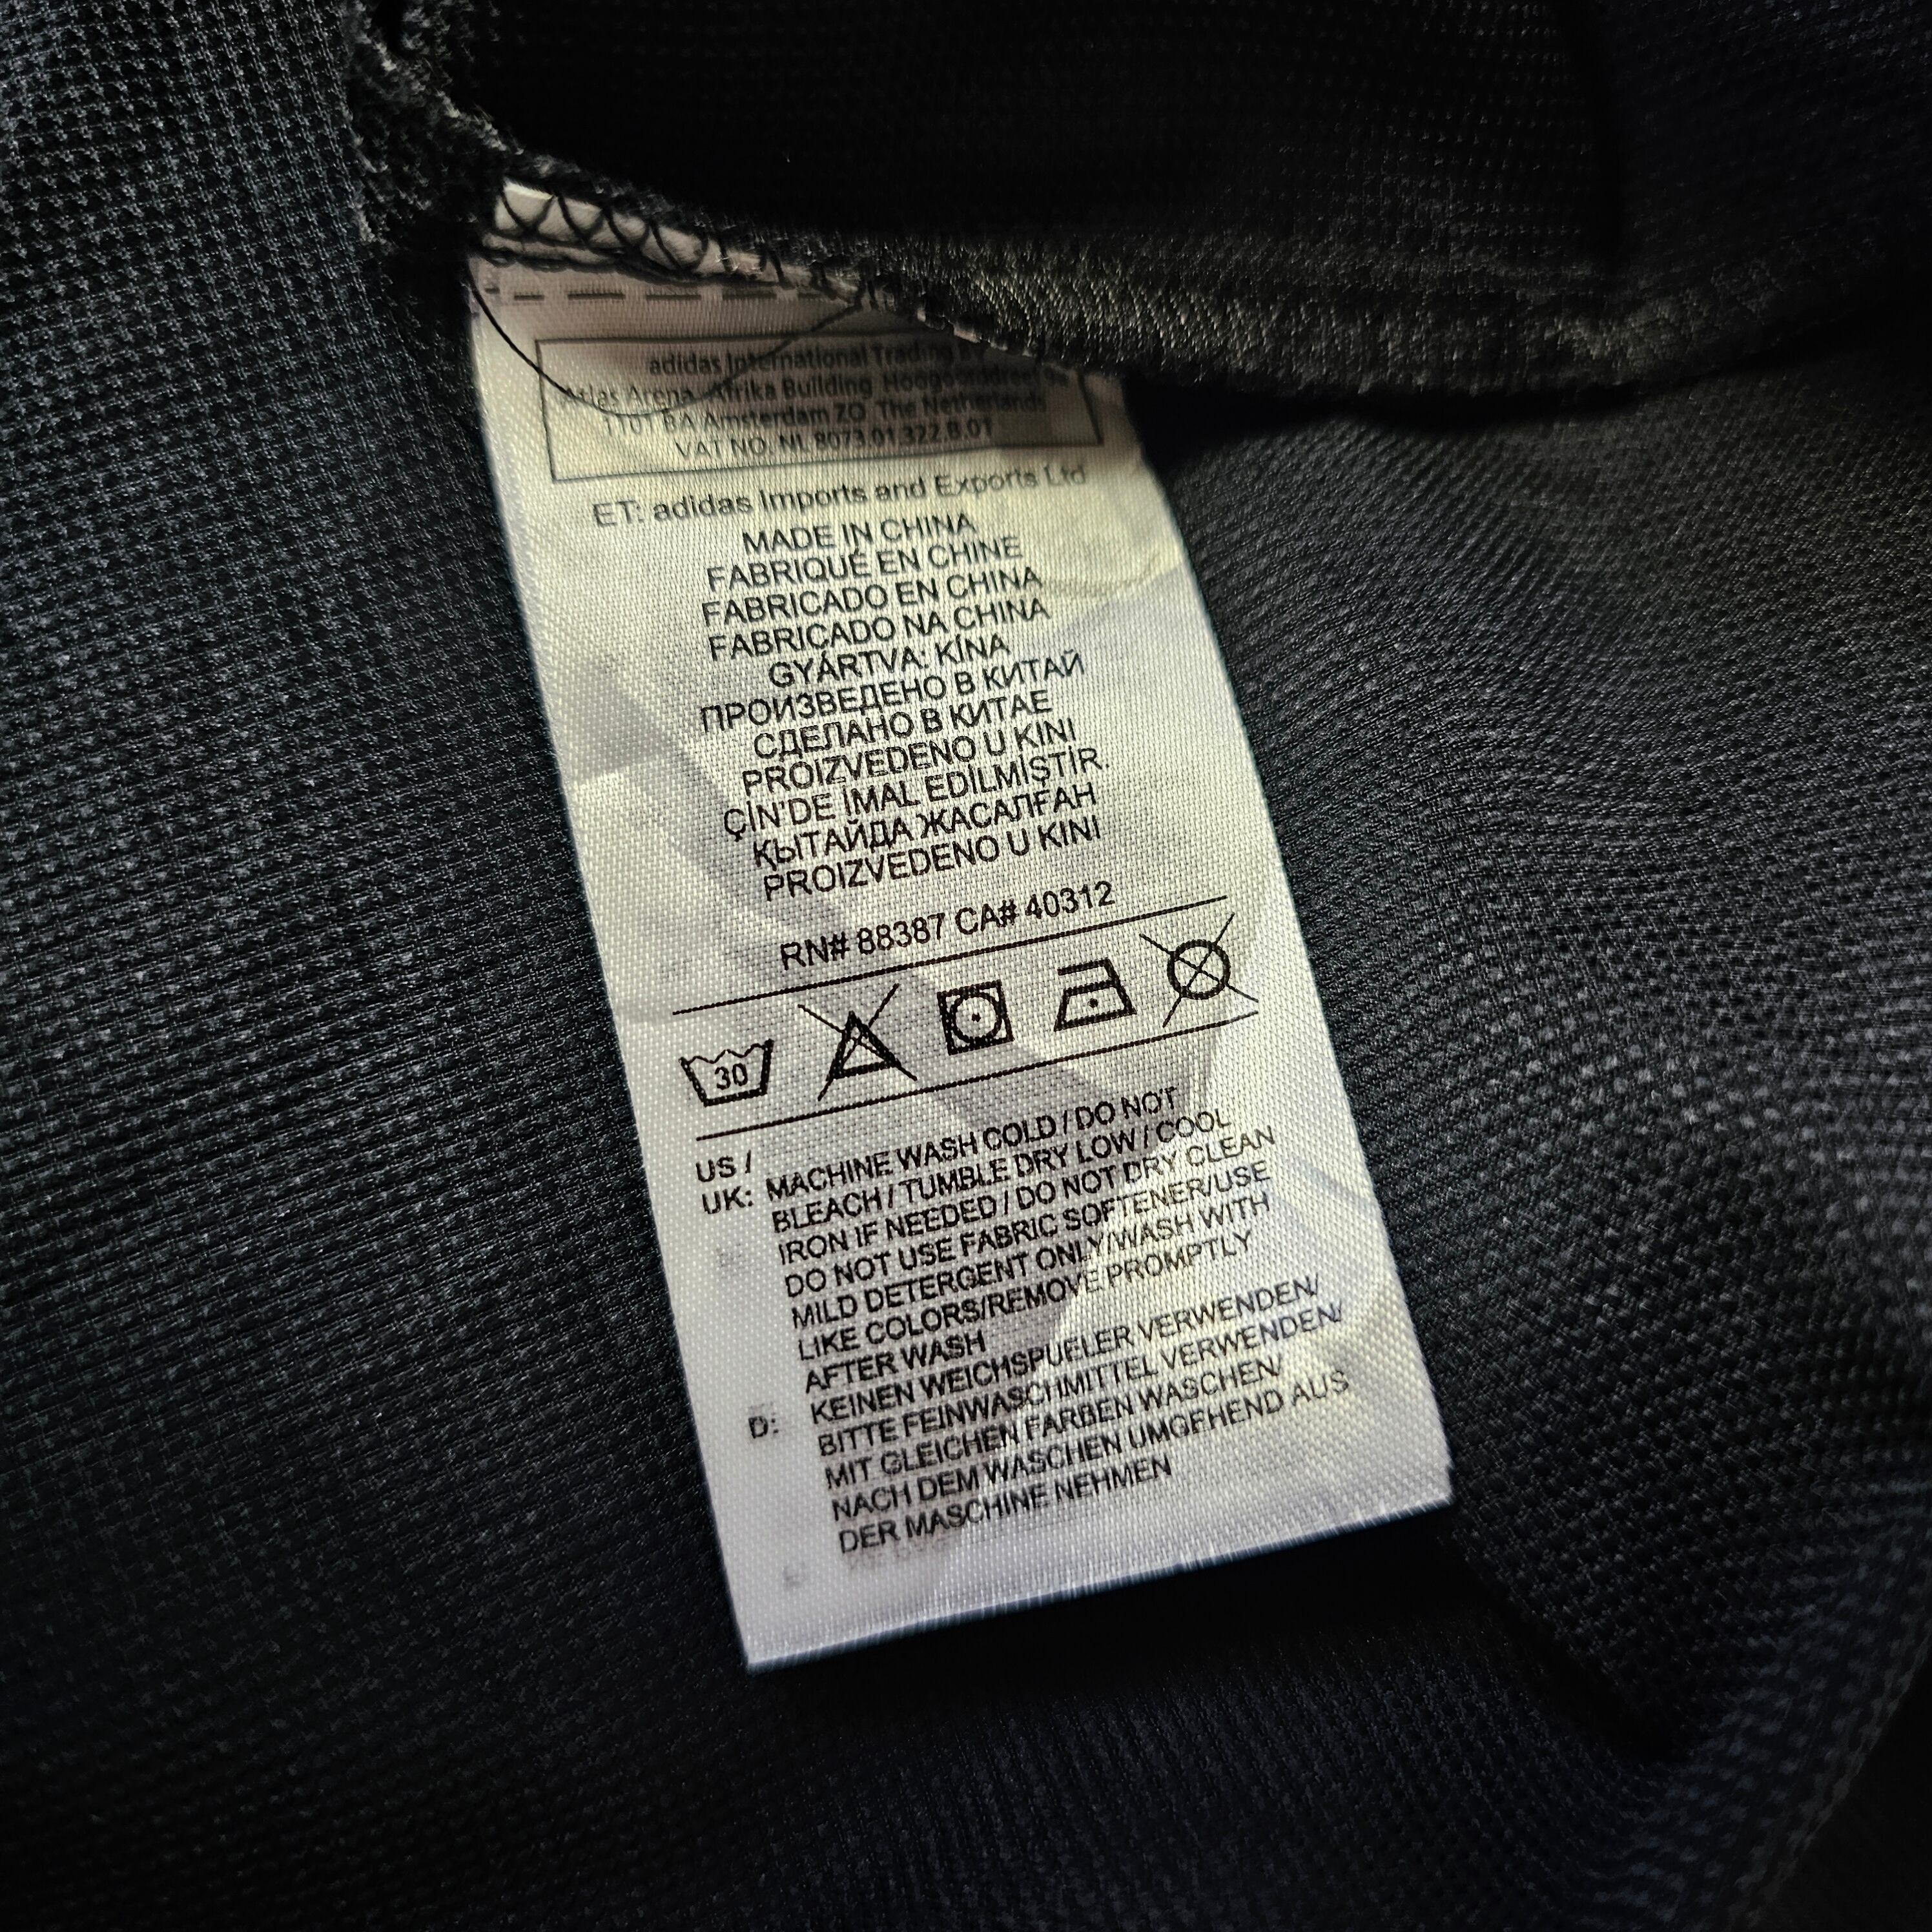 adidas International Trading B
Atlas Arena, Afrika Building, Hoogoorddreef 9a
1101 BA Amsterdam ZO, The Netherlands
VAT NO. NL 8073.01.322.B.01
ET: adidas Imports and Exports Ltd
MADE IN CHINA
FABRIQUÉ EN CHINE
FABRICADO EN CHINA
FABRICADO NA CHINA
GYÁRTVA: KÍNA
ПРОИЗВЕДЕНО В КИТАЙ
СДЕЛАНО В КИТАЕ
PROIZVEDENO U KINI
ÇİN'DE İMAL EDİLMİŞTİR.
ҚЫТАЙДА ЖАСАЛҒАН
PROIZVEDENO U KINI
RN# 88387 CA# 40312
30
US / UK: MACHINE WASH COLD / DO NOT
BLEACH / TUMBLE DRY LOW / COOL
IRON IF NEEDED / DO NOT DRY CLEAN
DO NOT USE FABRIC SOFTENER/USE
MILD DETERGENT ONLY/WASH WITH
LIKE COLORS/REMOVE PROMPTLY
AFTER WASH
D: KEINEN WEICHSPUELER VERWENDEN/
BITTE FEINWASCHMITTEL VERWENDEN/
MIT GLEICHEN FARBEN WASCHEN/
NACH DEM WASCHEN UMGEHEND AUS
DER MASCHINE NEHMEN